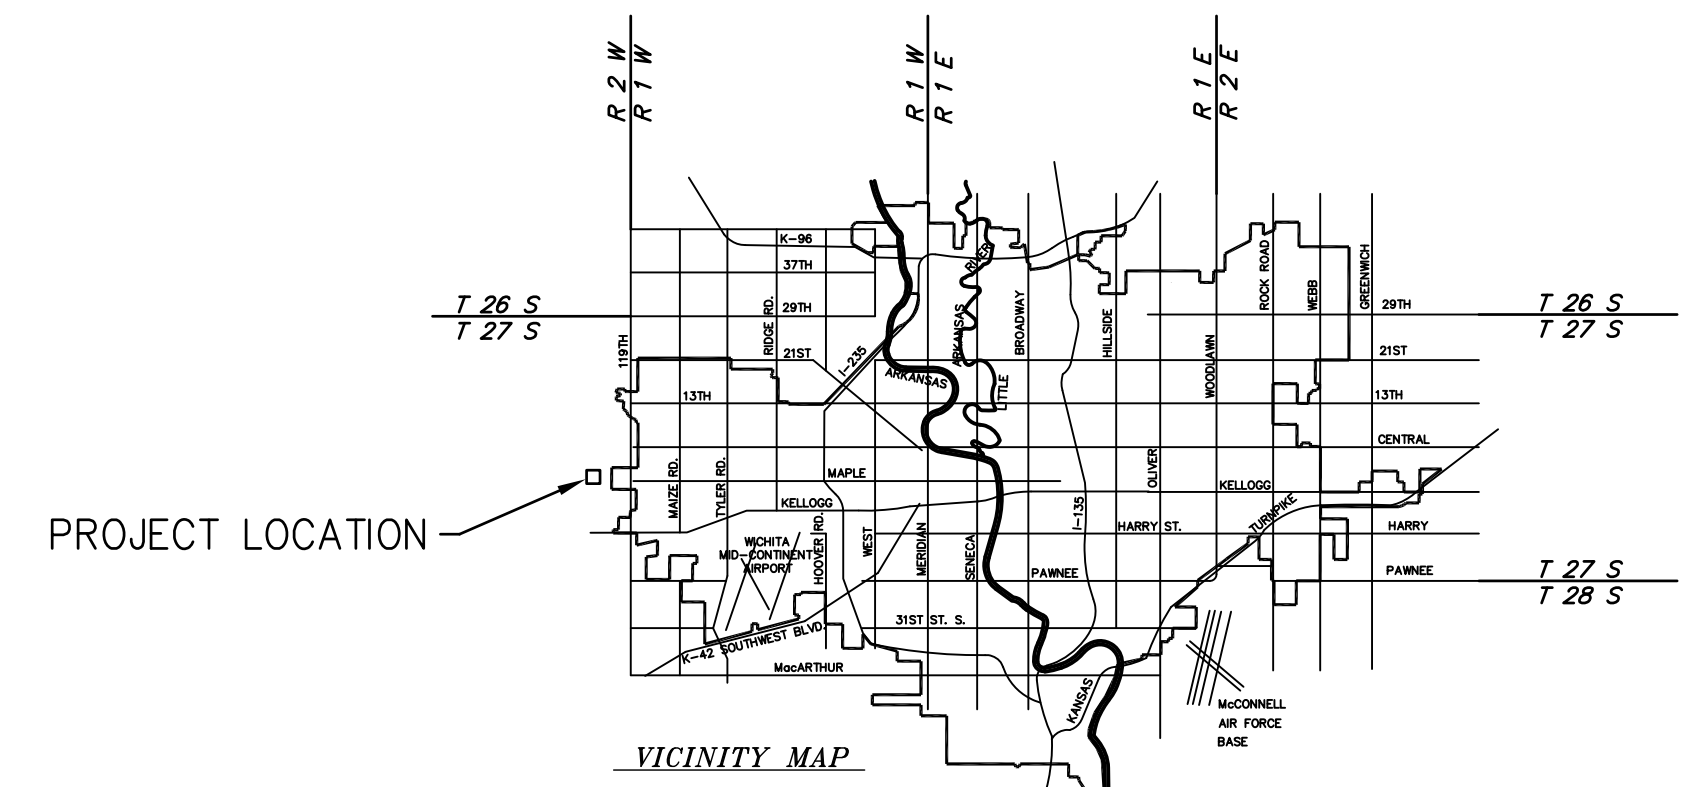 R 2 W
R 1 W
R 1 W
R 1 E
R 1 E
R 2 E
K-96
37TH
29TH
RIDGE RD.
21ST
119TH
13TH
I-235
ARKANSAS
ARKANSAS
RIVER
LITTLE
BROADWAY
HILLSIDE
WOODLAWN
ROCK ROAD
WEBB
GREENWICH
29TH
21ST
13TH
CENTRAL
T 26 S
T 27 S
T 26 S
T 27 S
MAIZE RD.
TYLER RD.
MAPLE
KELLOGG
OLIVER
KELLOGG
TURNPIKE
I-135
HARRY ST.
HARRY
PROJECT LOCATION
WICHITA
MID-CONTINENT
AIRPORT
HOOVER RD.
WEST
MERIDIAN
SENECA
PAWNEE
PAWNEE
T 27 S
T 28 S
31ST ST. S.
K-42 SOUTHWEST BLVD.
MacARTHUR
KANSAS
McCONNELL
AIR FORCE
BASE
VICINITY MAP